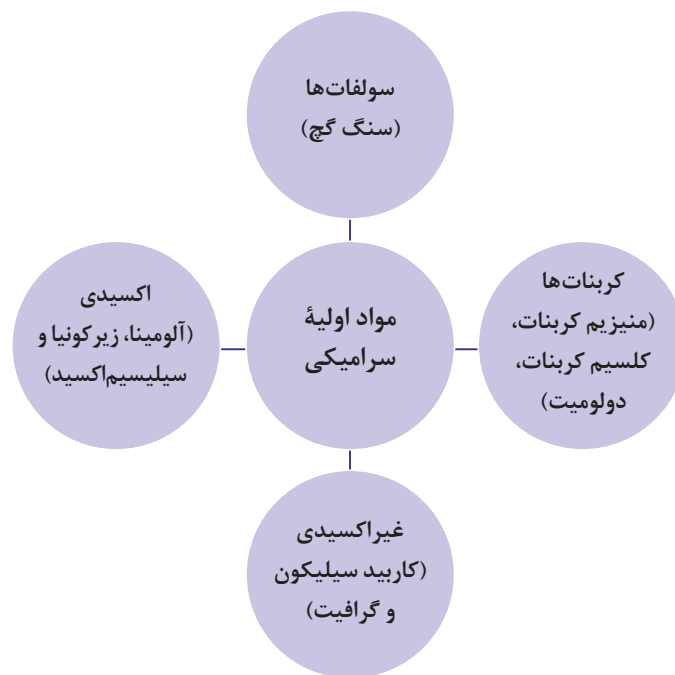 سولفات‌ها
(سنگ گچ)
کربنات‌ها
(منیزیم کربنات،
کلسیم کربنات،
دولومیت)
مواد اولیۀ
سرامیکی
اکسیدی
(آلومینا، زیرکونیا و
سیلیسیم‌اکسید)
غیراکسیدی
(کاربید سیلیکون
و گرافیت)